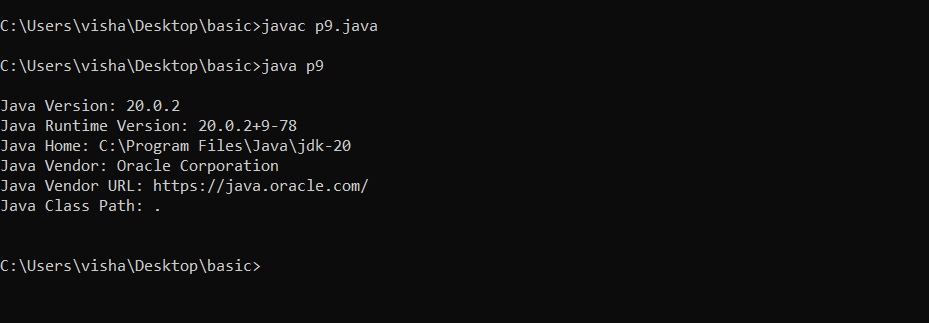 C:\Users\visha\Desktop\basic>javac p9.java
C:\Users\visha\Desktop\basic>java p9
Java Version: 20.0.2
Java Runtime Version: 20.0.2+9-78
Java Home: C:\Program Files\Java\jdk-20
Java Vendor: Oracle Corporation
Java Vendor URL: https://java.oracle.com/
Java Class Path: .
C:\Users\visha\Desktop\basic>